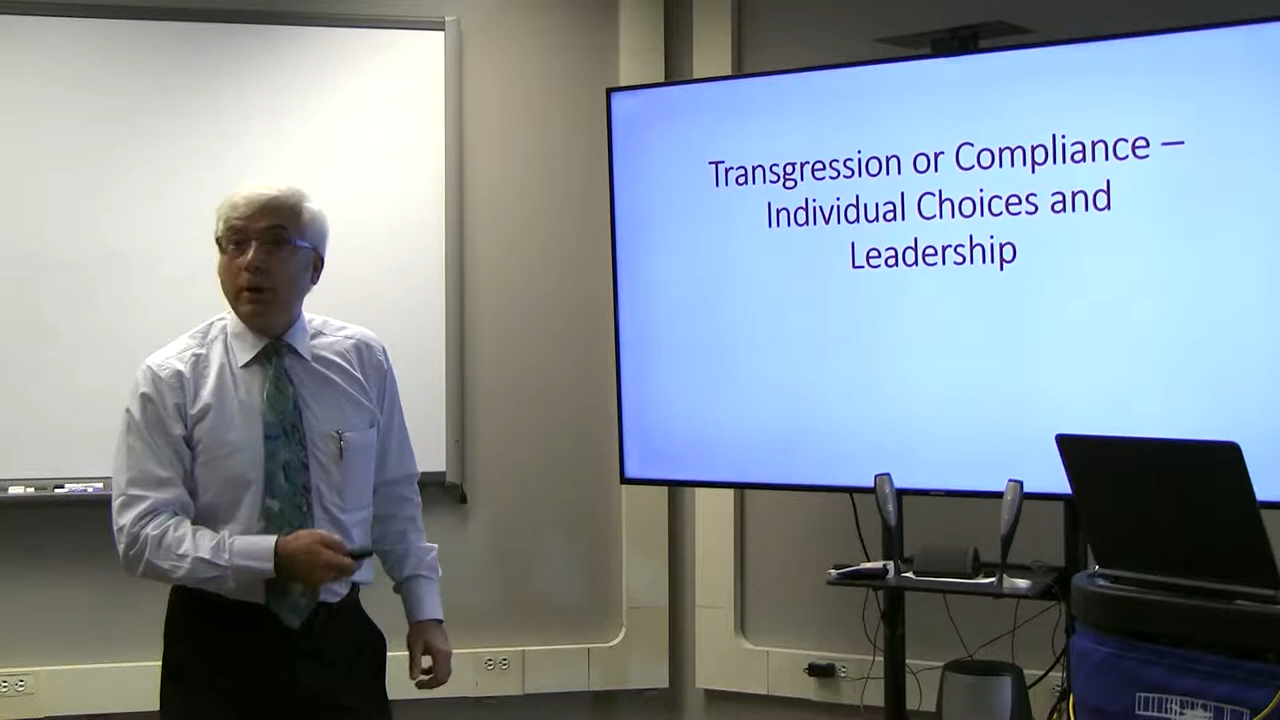 Transgression or Compliance –
Individual Choices and
Leadership